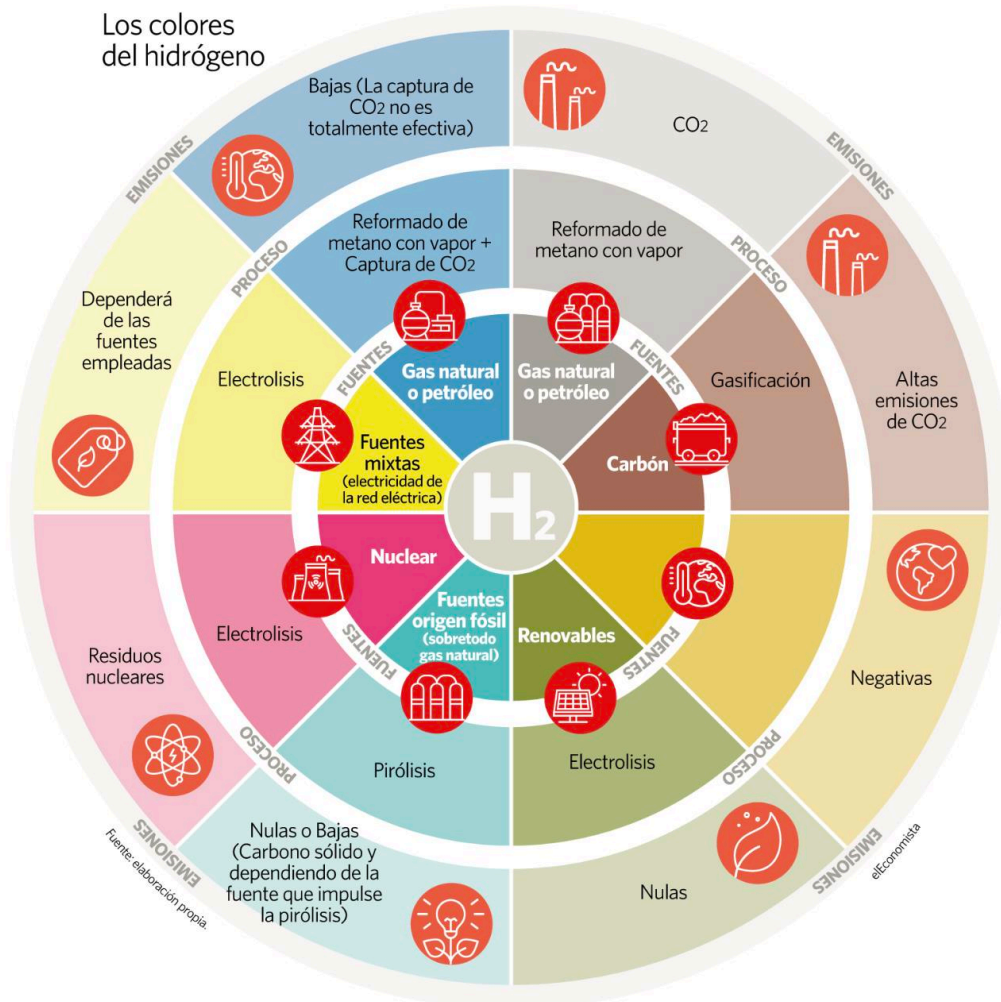 Los colores
del hidrógeno
EMISIONES
Bajas (La captura de
CO2 no es
totalmente efectiva)
CO2
EMISIONES
PROCESO
Reformado de
metano con vapor +
Captura de CO2
Reformado de
metano con vapor
PROCESO
Dependerá
de las
fuentes
empleadas
Electrolisis
FUENTES
Gas natural
o petróleo
Gas natural
o petróleo
FUENTES
Gasificación
Altas
emisiones
de CO2
Fuentes
mixtas
(electricidad de
la red eléctrica)
Carbón
H2
Nuclear
Fuentes
origen fósil
(sobretodo
gas natural)
Renovables
Electrolisis
FUENTES
FUENTES
Residuos
nucleares
Negativas
PROCESO
Pirólisis
Electrolisis
PROCESO
EMISIONES
Nulas o Bajas
(Carbono sólido y
dependiendo de la
fuente que impulse
la pirólisis)
Nulas
EMISIONES
Fuente: elaboración propia.
elEconomista